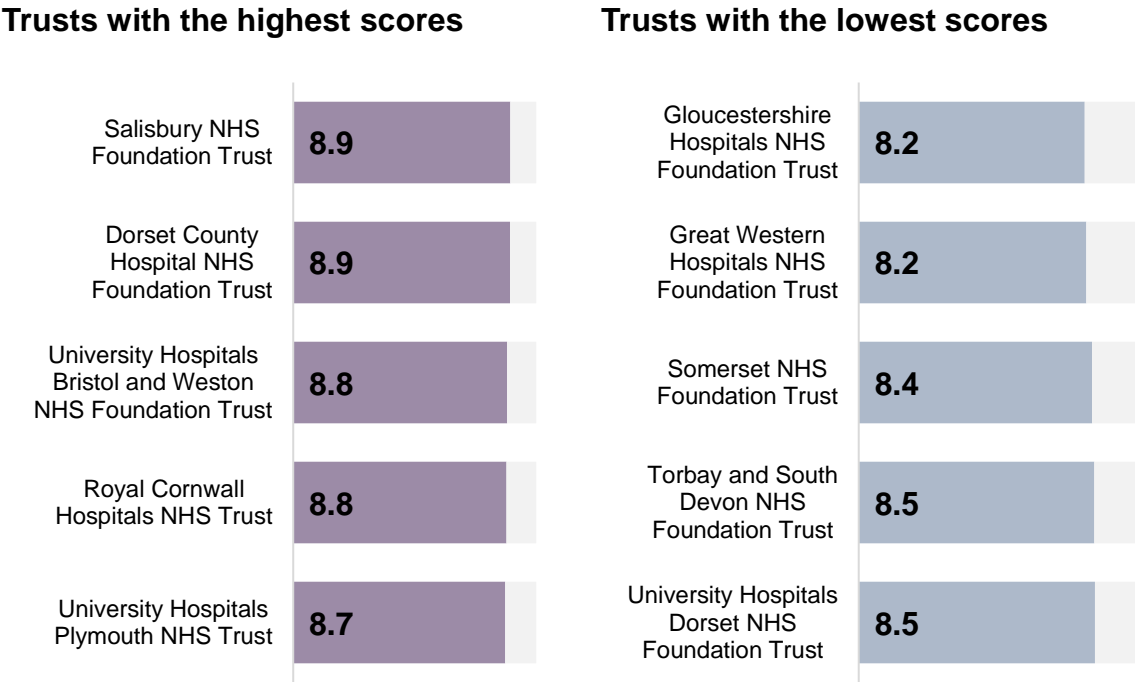 Trusts with the highest scores
Salisbury NHS
Foundation Trust
8.9
Dorset County
Hospital NHS
Foundation Trust
8.9
University Hospitals
Bristol and Weston
NHS Foundation Trust
8.8
Royal Cornwall
Hospitals NHS Trust
8.8
University Hospitals
Plymouth NHS Trust
8.7
Trusts with the lowest scores
Gloucestershire
Hospitals NHS
Foundation Trust
8.2
Great Western
Hospitals NHS
Foundation Trust
8.2
Somerset NHS
Foundation Trust
8.4
Torbay and South
Devon NHS
Foundation Trust
8.5
University Hospitals
Dorset NHS
Foundation Trust
8.5